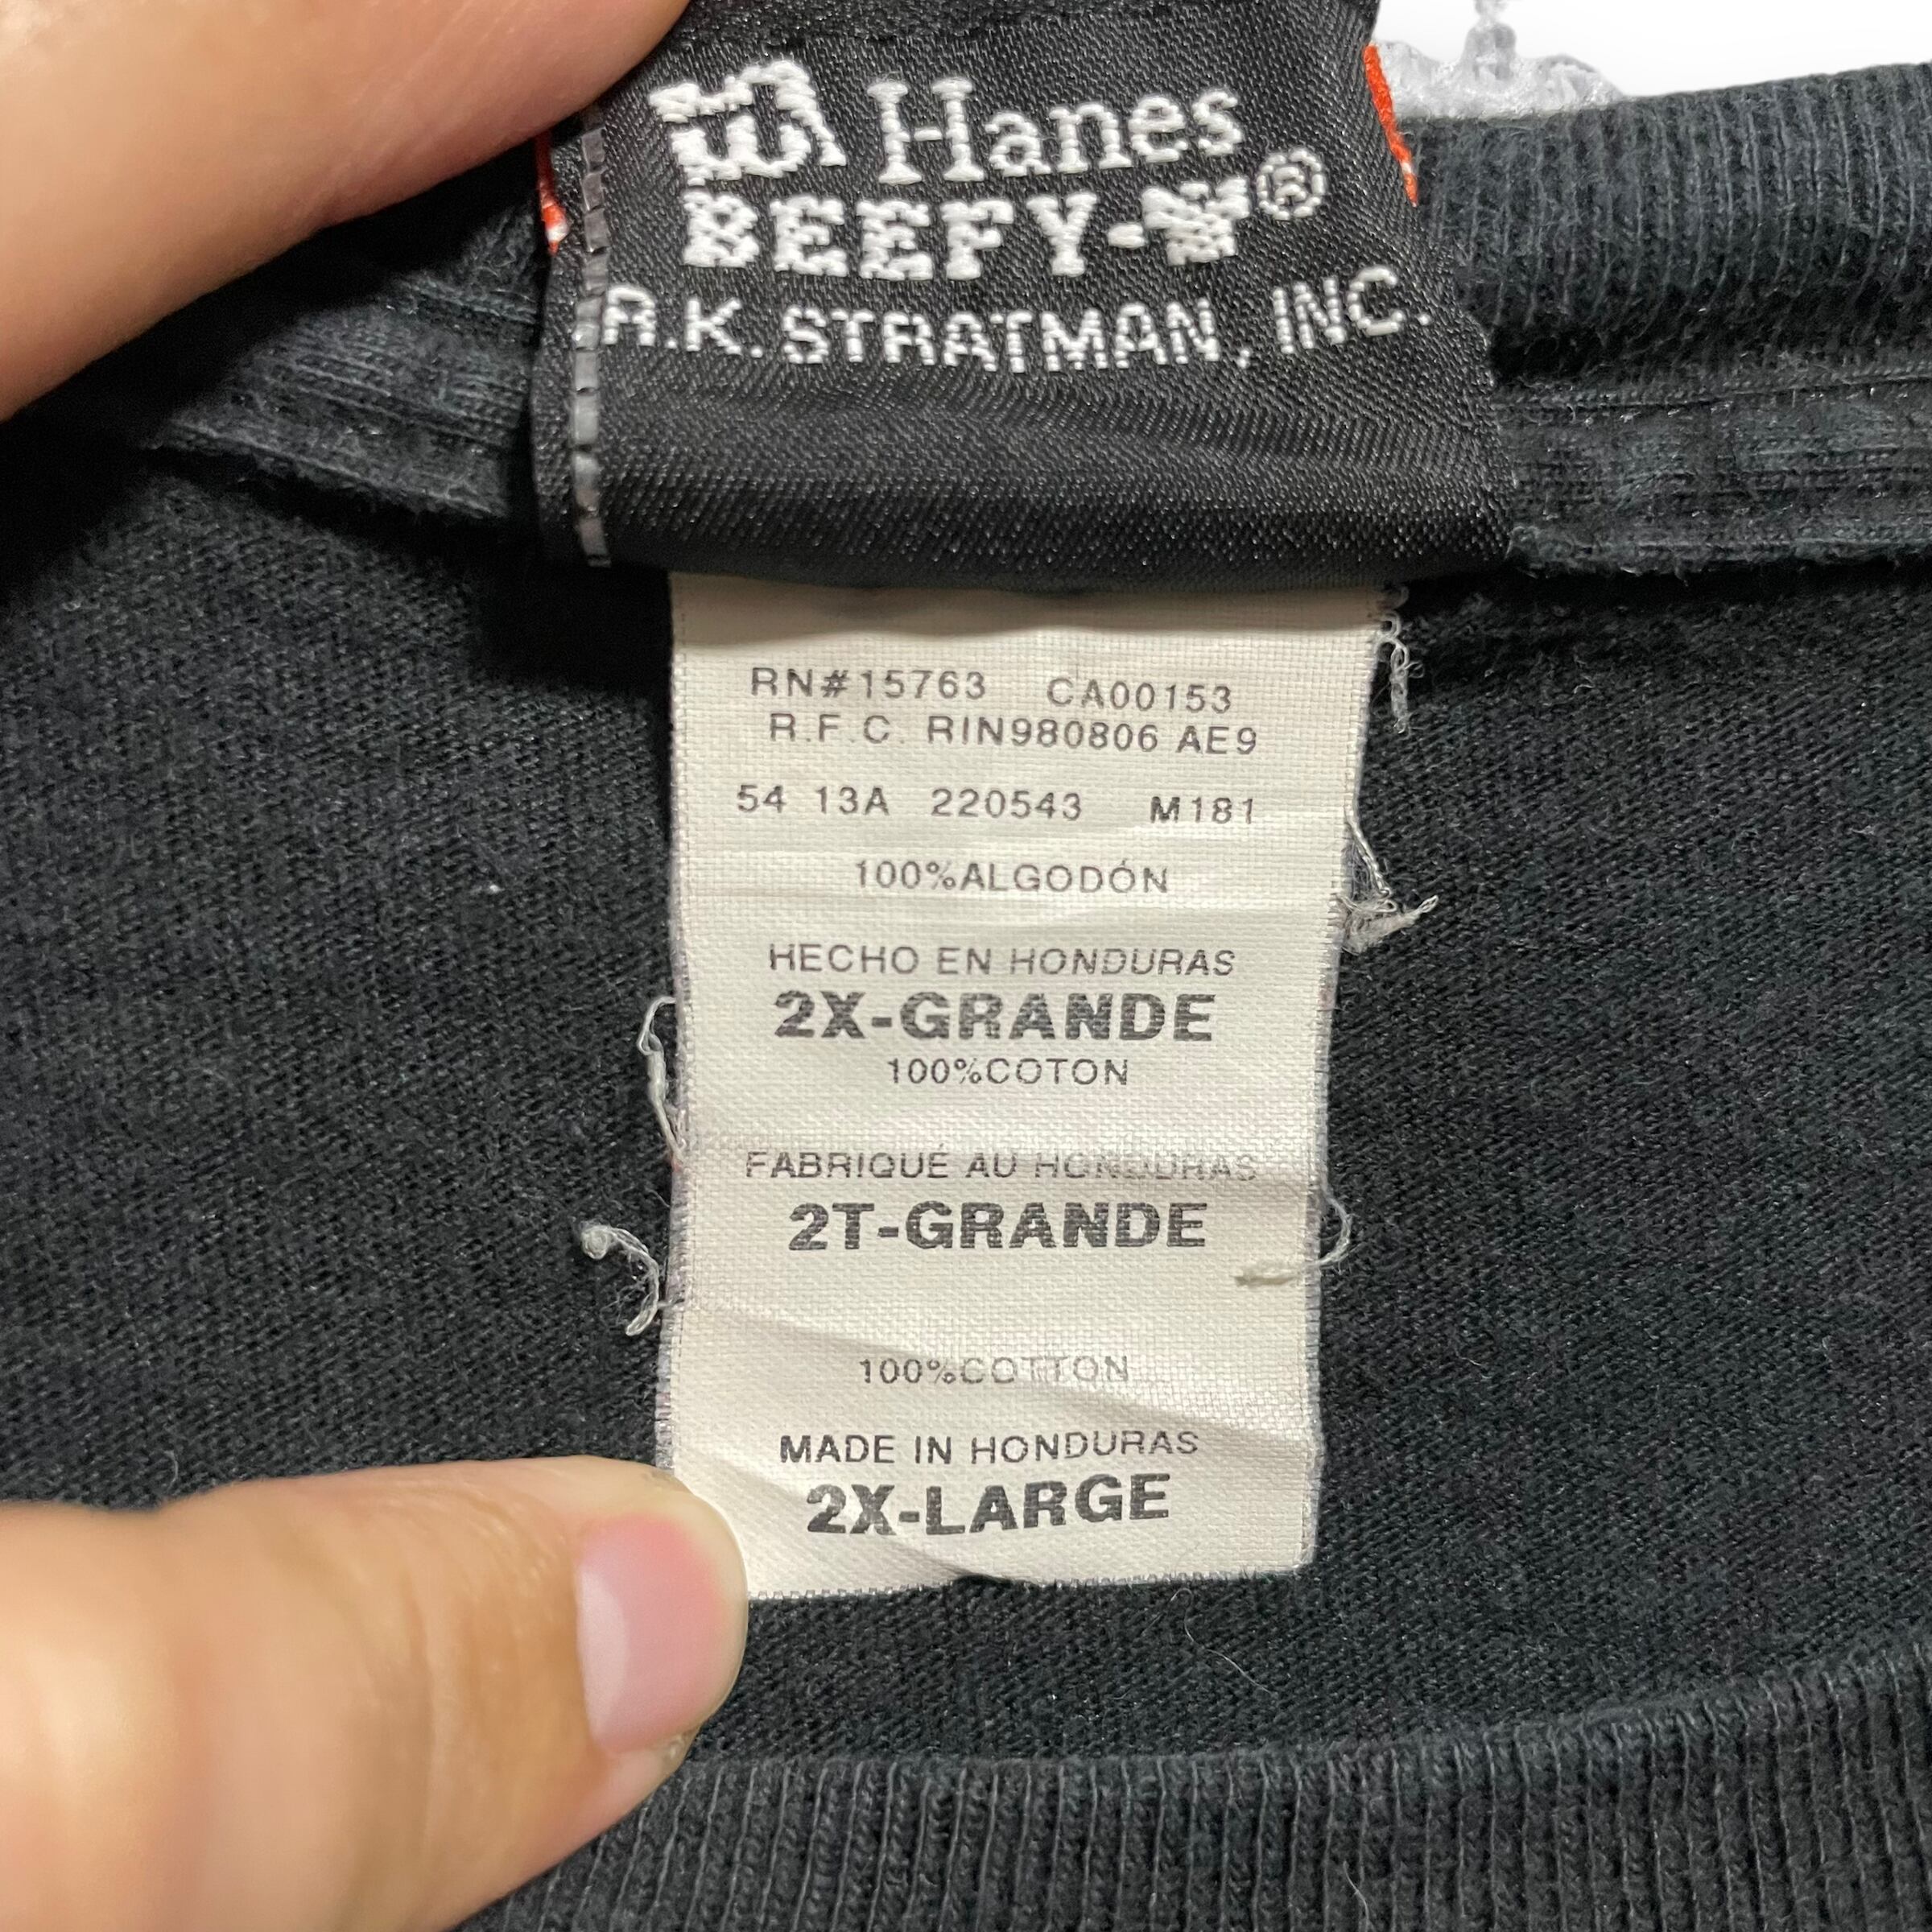 Hanes
BEEFY-T®
R.K. STRATMAN, INC.
RN#15763 CA00153
R.F.C. RIN980806 AE9
54 13A 220543 M181
100%ALGODÓN
HECHO EN HONDURAS
2X-GRANDE
100%COTON
FABRIQUÉ AU HONDURAS
2T-GRANDE
100%COTTON
MADE IN HONDURAS
2X-LARGE